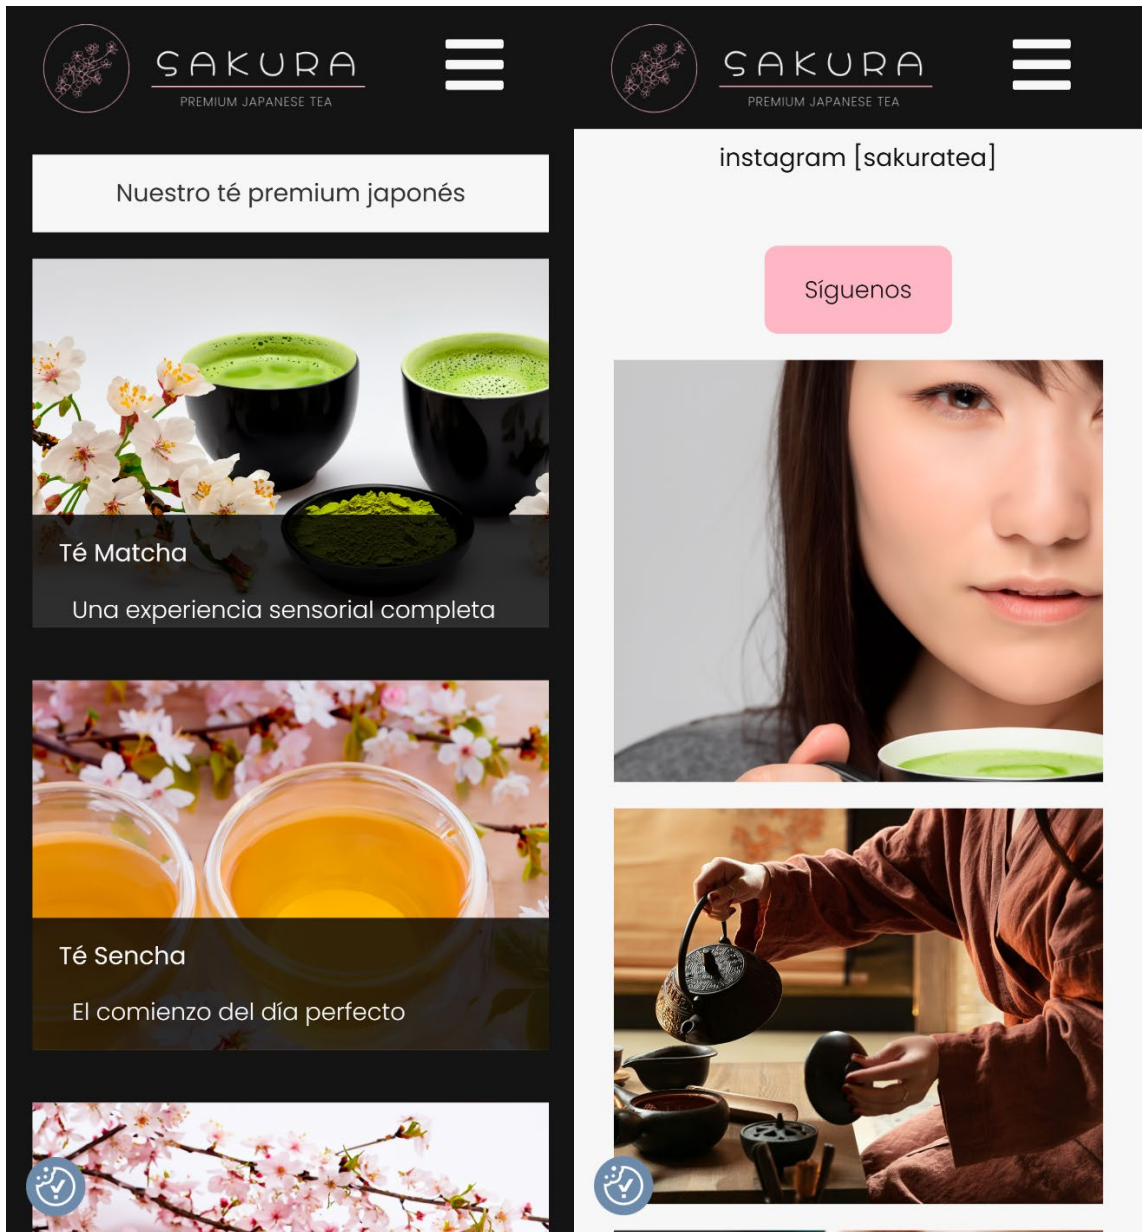 SAKURA
PREMIUM JAPANESE TEA
Nuestro té premium japonés
Té Matcha
Una experiencia sensorial completa
Té Sencha
El comienzo del día perfecto
SAKURA
PREMIUM JAPANESE TEA
instagram [sakuratea]
Síguenos